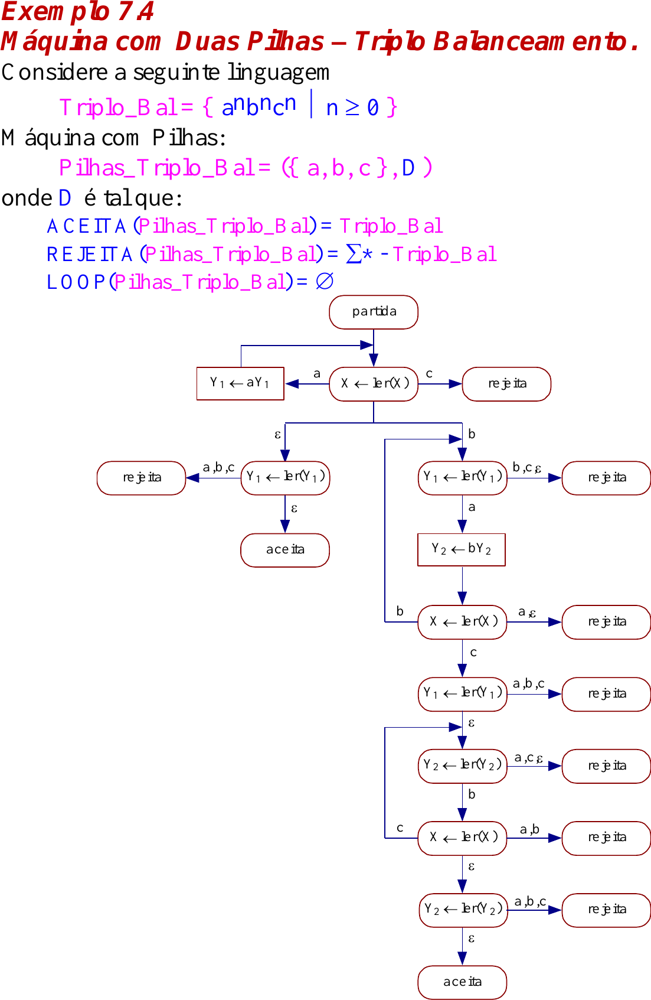 Exemplo 7.4
Máquina com Duas Pilhas – Triplo Balanceamento.
Considere a seguinte linguagem
Triplo_Bal = { aⁿbⁿcⁿ | n ≥ 0 }
Máquina com Pilhas:
Pilhas_Triplo_Bal = ({ a, b, c }, D )
onde D é tal que:
ACEITA(Pilhas_Triplo_Bal) = Triplo_Bal
REJEITA(Pilhas_Triplo_Bal) = ∑* - Triplo_Bal
LOOP(Pilhas_Triplo_Bal) = ∅
partida
Y₁ ← aY₁
a
X ← ler(X)
c
rejeita
ε
b
rejeita
a,b,c
Y₁ ← ler(Y₁)
Y₁ ← ler(Y₁)
b,c,ε
rejeita
ε
a
aceita
Y₂ ← bY₂
b
X ← ler(X)
a,ε
rejeita
c
Y₁ ← ler(Y₁)
a,b,c
rejeita
ε
Y₂ ← ler(Y₂)
a,c,ε
rejeita
b
c
X ← ler(X)
a,b
rejeita
ε
Y₂ ← ler(Y₂)
a,b,c
rejeita
ε
aceita